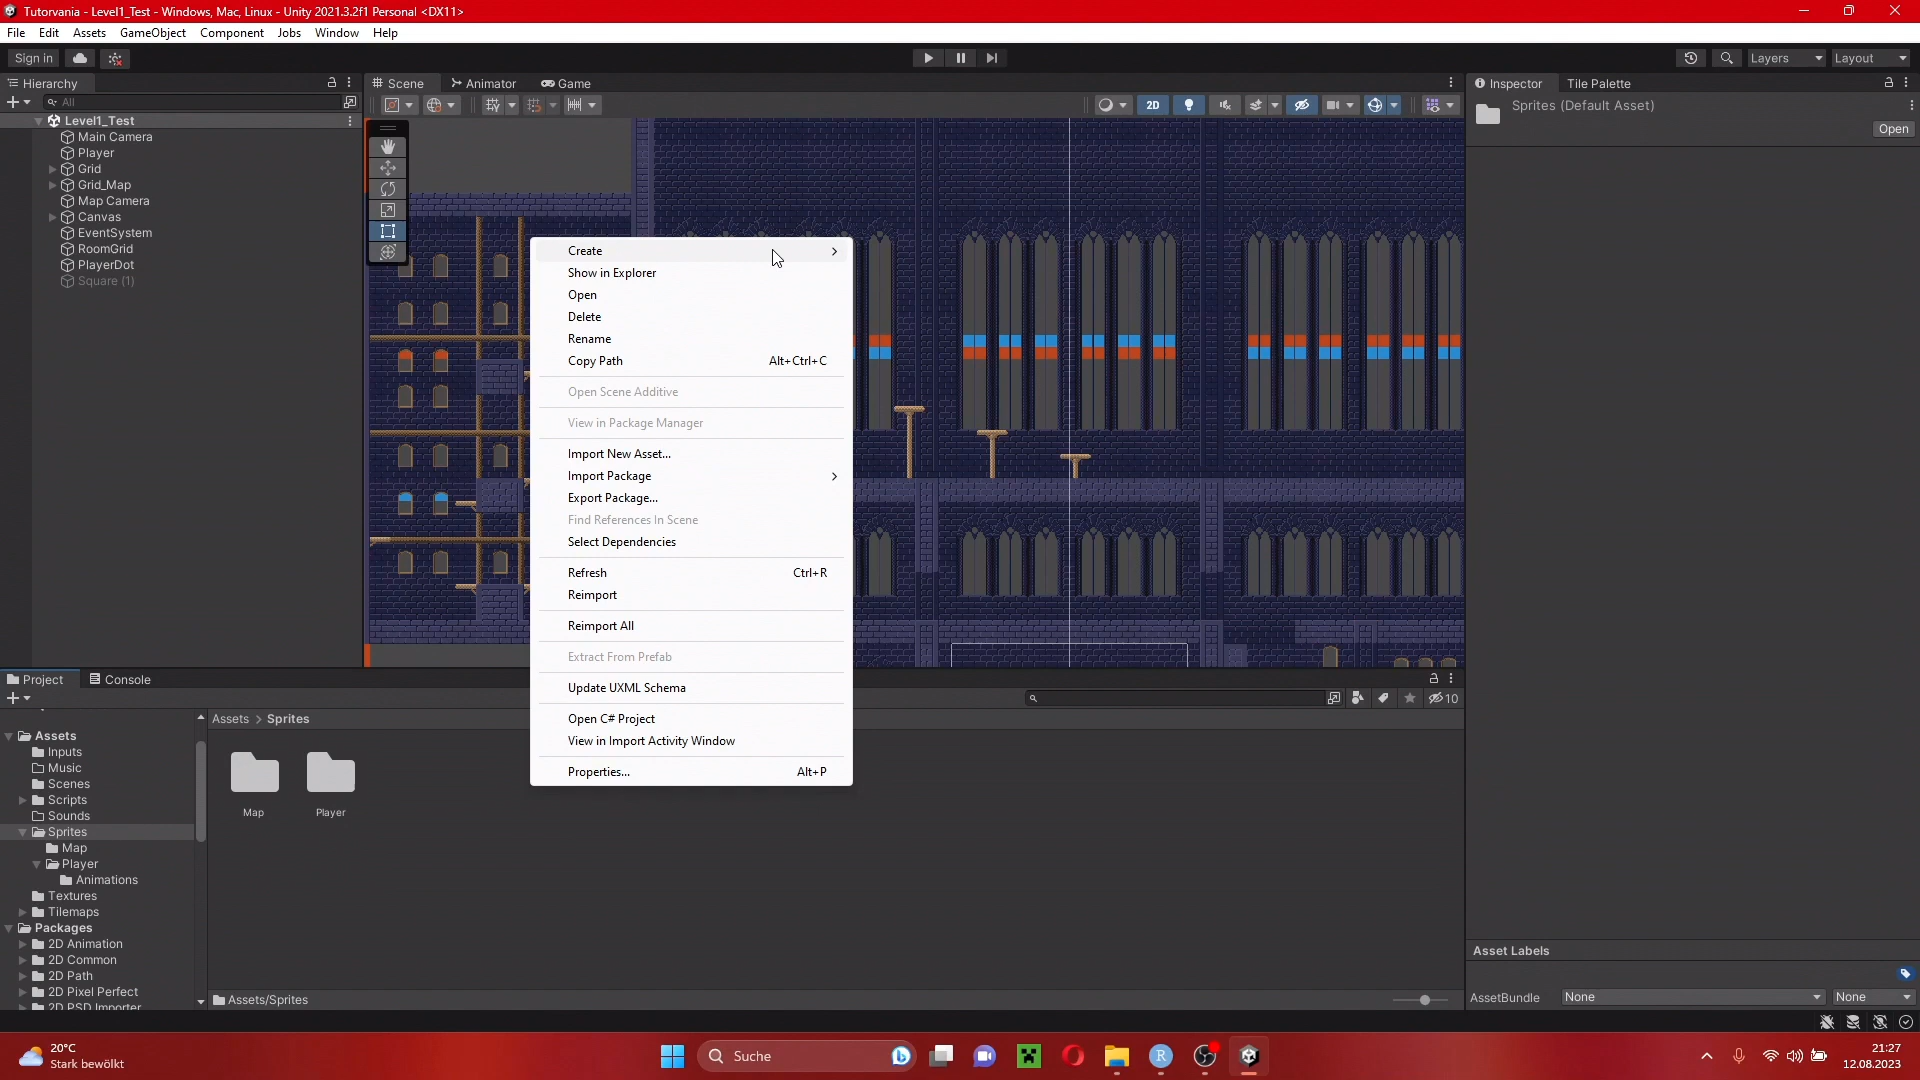 Tutorvania - Level1_Test - Windows, Mac, Linux - Unity 2021.3.2f1 Personal <DX11>
File Edit Assets GameObject Component Jobs Window Help
Sign in
Layers
Layout
Hierarchy
Scene
Animator
Game
Inspector
Tile Palette
All
2D
Sprites (Default Asset)
Open
Level1_Test
Main Camera
Player
Grid
Grid_Map
Map Camera
Canvas
EventSystem
RoomGrid
PlayerDot
Square (1)
Create
Show in Explorer
Open
Delete
Rename
Copy Path Alt+Ctrl+C
Open Scene Additive
View in Package Manager
Import New Asset...
Import Package
Export Package...
Find References In Scene
Select Dependencies
Refresh Ctrl+R
Reimport
Reimport All
Extract From Prefab
Update UXML Schema
Open C# Project
View in Import Activity Window
Properties... Alt+P
Project
Console
10
Assets > Sprites
Assets
Inputs
Music
Scenes
Scripts
Sounds
Sprites
Map
Player
Animations
Textures
Tilemaps
Packages
2D Animation
2D Common
2D Path
2D Pixel Perfect
2D PSD Importer
Map
Player
Assets/Sprites
Asset Labels
AssetBundle None None
20°C
Stark bewölkt
Suche
21:27
12.08.2023